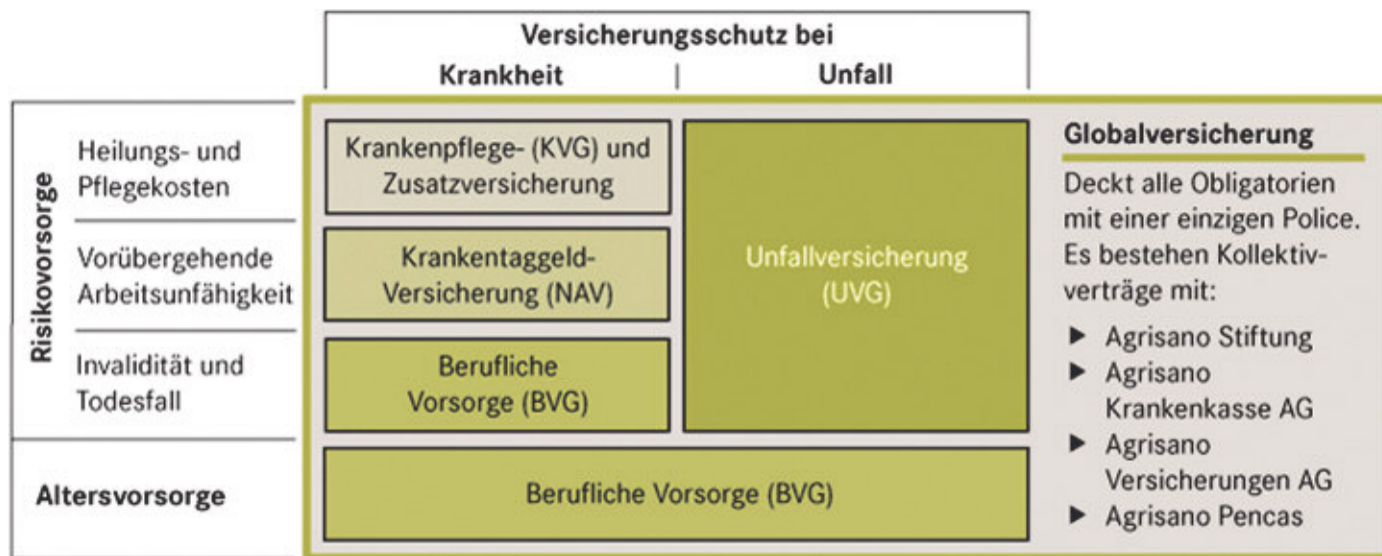 Versicherungsschutz bei
Krankheit | Unfall
Risikovorsorge
Heilungs- und
Pflegekosten
Krankenpflege- (KVG) und
Zusatzversicherung
Vorübergehende
Arbeitsunfähigkeit
Krankentaggeld-
Versicherung (NAV)
Invalidität und
Todesfall
Berufliche
Vorsorge (BVG)
Unfallversicherung
(UVG)
Altersvorsorge
Berufliche Vorsorge (BVG)
Globalversicherung
Deckt alle Obligatorien
mit einer einzigen Police.
Es bestehen Kollektiv-
verträge mit:
► Agrisano Stiftung
► Agrisano
Krankenkasse AG
► Agrisano
Versicherungen AG
► Agrisano Pencas